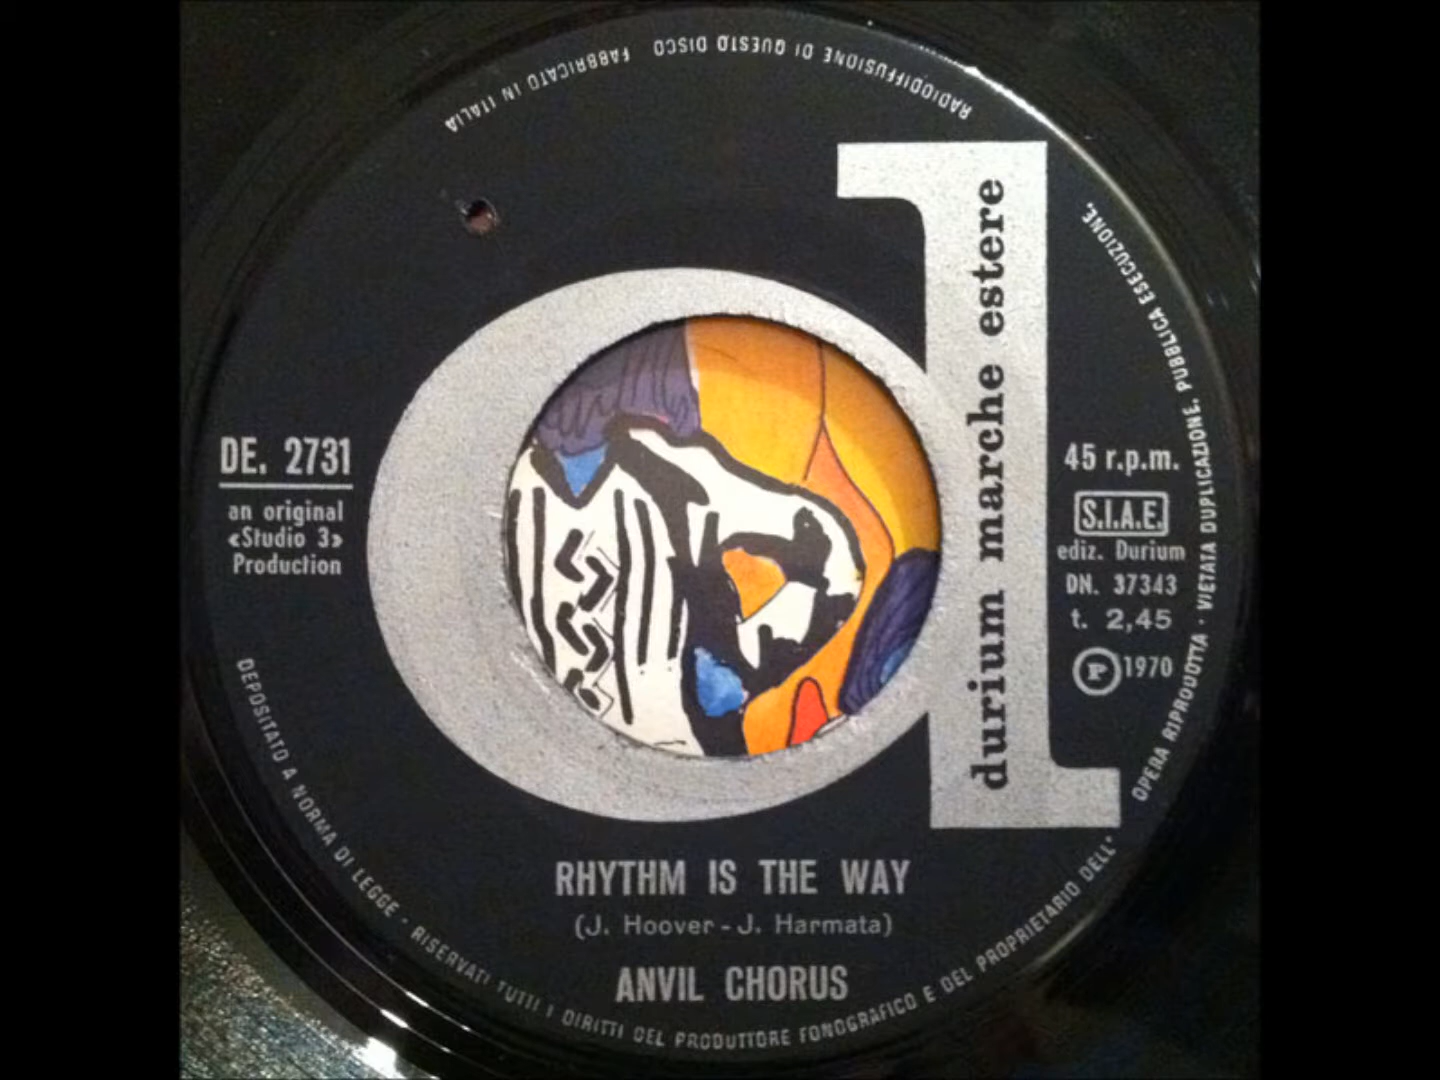 durium marche estere
DE. 2731
an original
«Studio 3»
Production
45 r.p.m.
S.I.A.E.
ediz. Durium
DN. 37343
t. 2,45
P 1970
RHYTHM IS THE WAY
(J. Hoover - J. Harmata)
ANVIL CHORUS
DEPOSITATO A NORMA DI LEGGE - RISERVATI TUTTI I DIRITTI DEL PRODUTTORE FONOGRAFICO E DEL PROPRIETARIO DELL' OPERA RIPRODOTTA - VIETATA DUPLICAZIONE, PUBBLICA ESECUZIONE, RADIODIFFUSIONE DI QUESTO DISCO FABBRICATO IN ITALIA